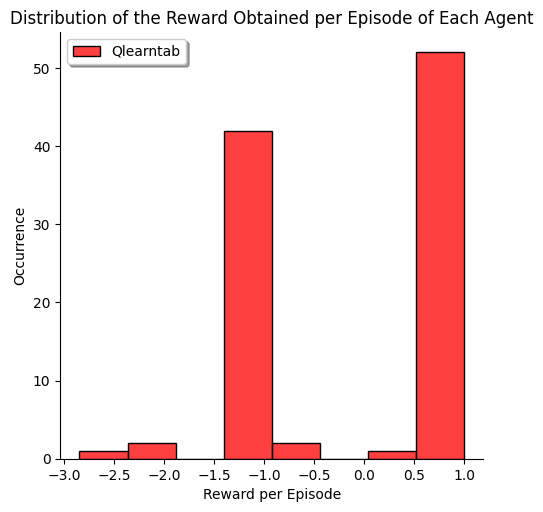 Distribution of the Reward Obtained per Episode of Each Agent
Qlearntab
50
40
30
20
10
0
Occurrence
−3.0 −2.5 −2.0 −1.5 −1.0 −0.5 0.0 0.5 1.0
Reward per Episode